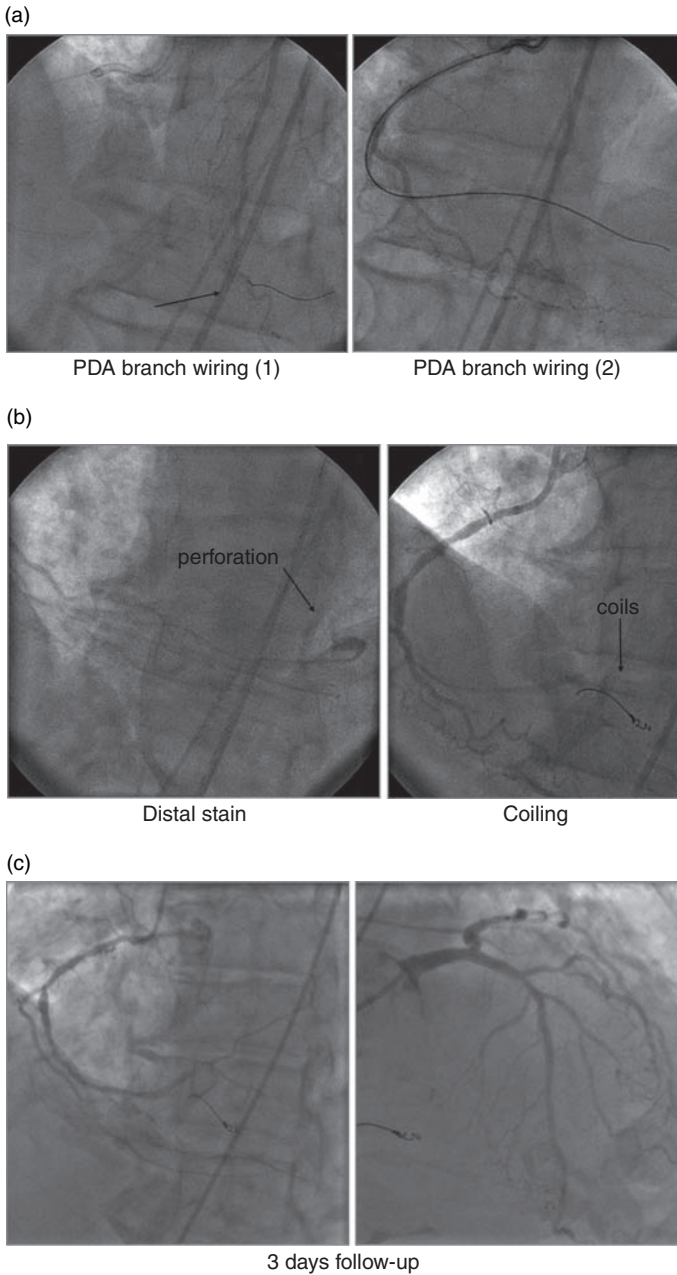 (a)
PDA branch wiring (1)
PDA branch wiring (2)
(b)
perforation
coils
Distal stain
Coiling
(c)
3 days follow-up